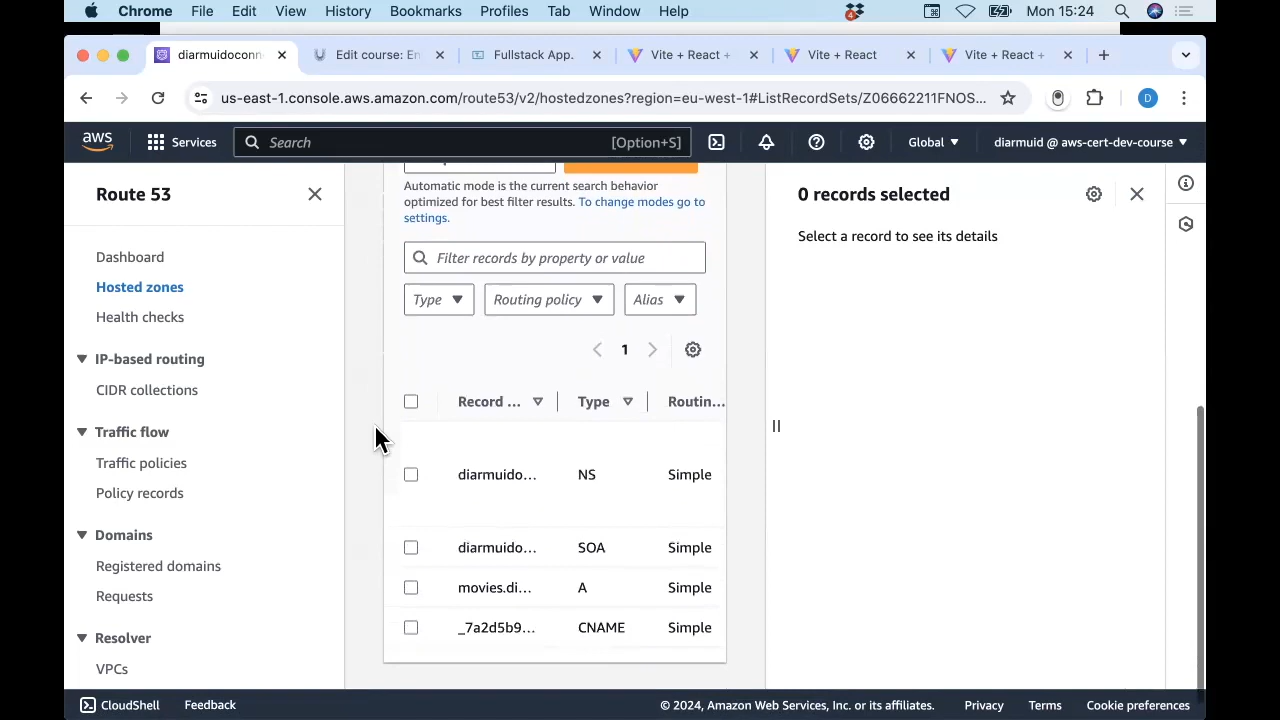 Chrome File Edit View History Bookmarks Profiles Tab Window Help 4 Mon 15:24
diarmuidoconn Edit course: En Fullstack App. Vite + React + Vite + React Vite + React +
us-east-1.console.aws.amazon.com/route53/v2/hostedzones?region=eu-west-1#ListRecordSets/Z06662211FNOS... D
aws Services Search [Option+S] Global diarmuid @ aws-cert-dev-course
Route 53
Dashboard
Hosted zones
Health checks
IP-based routing
CIDR collections
Traffic flow
Traffic policies
Policy records
Domains
Registered domains
Requests
Resolver
VPCs
Automatic mode is the current search behavior
optimized for best filter results. To change modes go to
settings.
Filter records by property or value
Type Routing policy Alias
1
Record ... Type Routin...
diarmuido... NS Simple
diarmuido... SOA Simple
movies.di... A Simple
_7a2d5b9... CNAME Simple
0 records selected
Select a record to see its details
CloudShell Feedback © 2024, Amazon Web Services, Inc. or its affiliates. Privacy Terms Cookie preferences